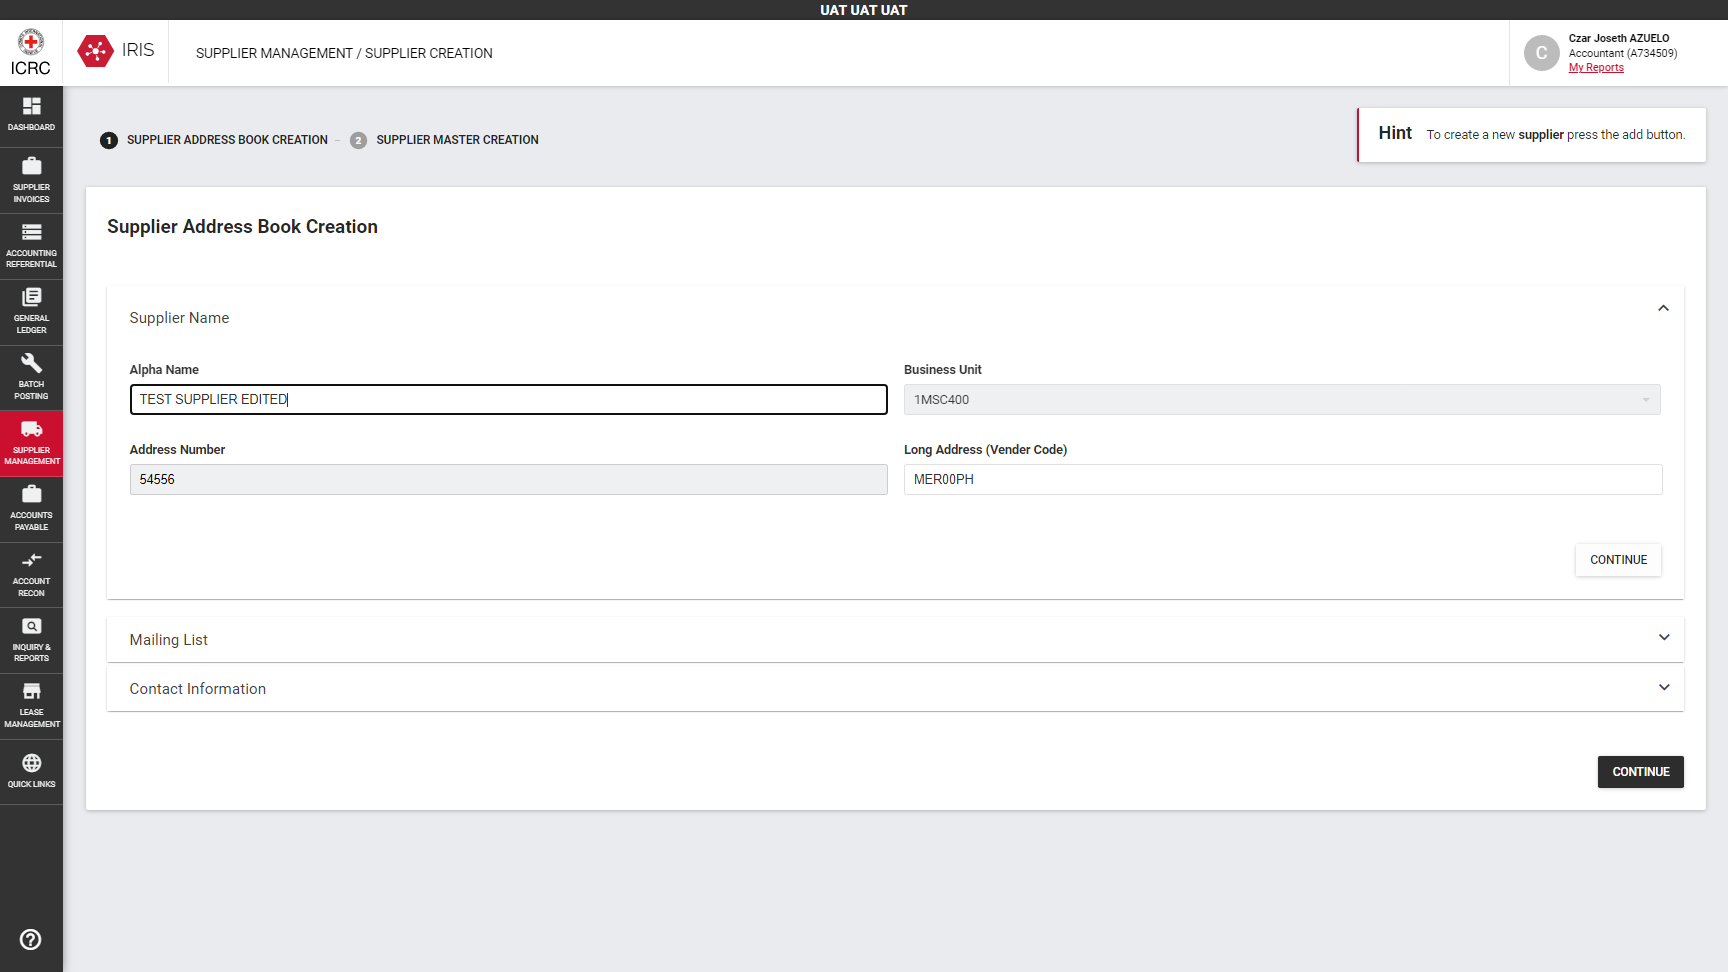 UAT UAT UAT
ICRC
IRIS
SUPPLIER MANAGEMENT / SUPPLIER CREATION
C
Czar Joseth AZUELO
Accountant (A734509)
My Reports
DASHBOARD
SUPPLIER
INVOICES
ACCOUNTING
REFERENTIAL
GENERAL
LEDGER
BATCH
POSTING
SUPPLIER
MANAGEMENT
ACCOUNTS
PAYABLE
ACCOUNT
RECON
INQUIRY &
REPORTS
LEASE
MANAGEMENT
QUICK LINKS
1 SUPPLIER ADDRESS BOOK CREATION – 2 SUPPLIER MASTER CREATION
Hint To create a new supplier press the add button.
Supplier Address Book Creation
Supplier Name
Alpha Name
TEST SUPPLIER EDITED
Business Unit
1MSC400
Address Number
54556
Long Address (Vender Code)
MER00PH
CONTINUE
Mailing List
Contact Information
CONTINUE